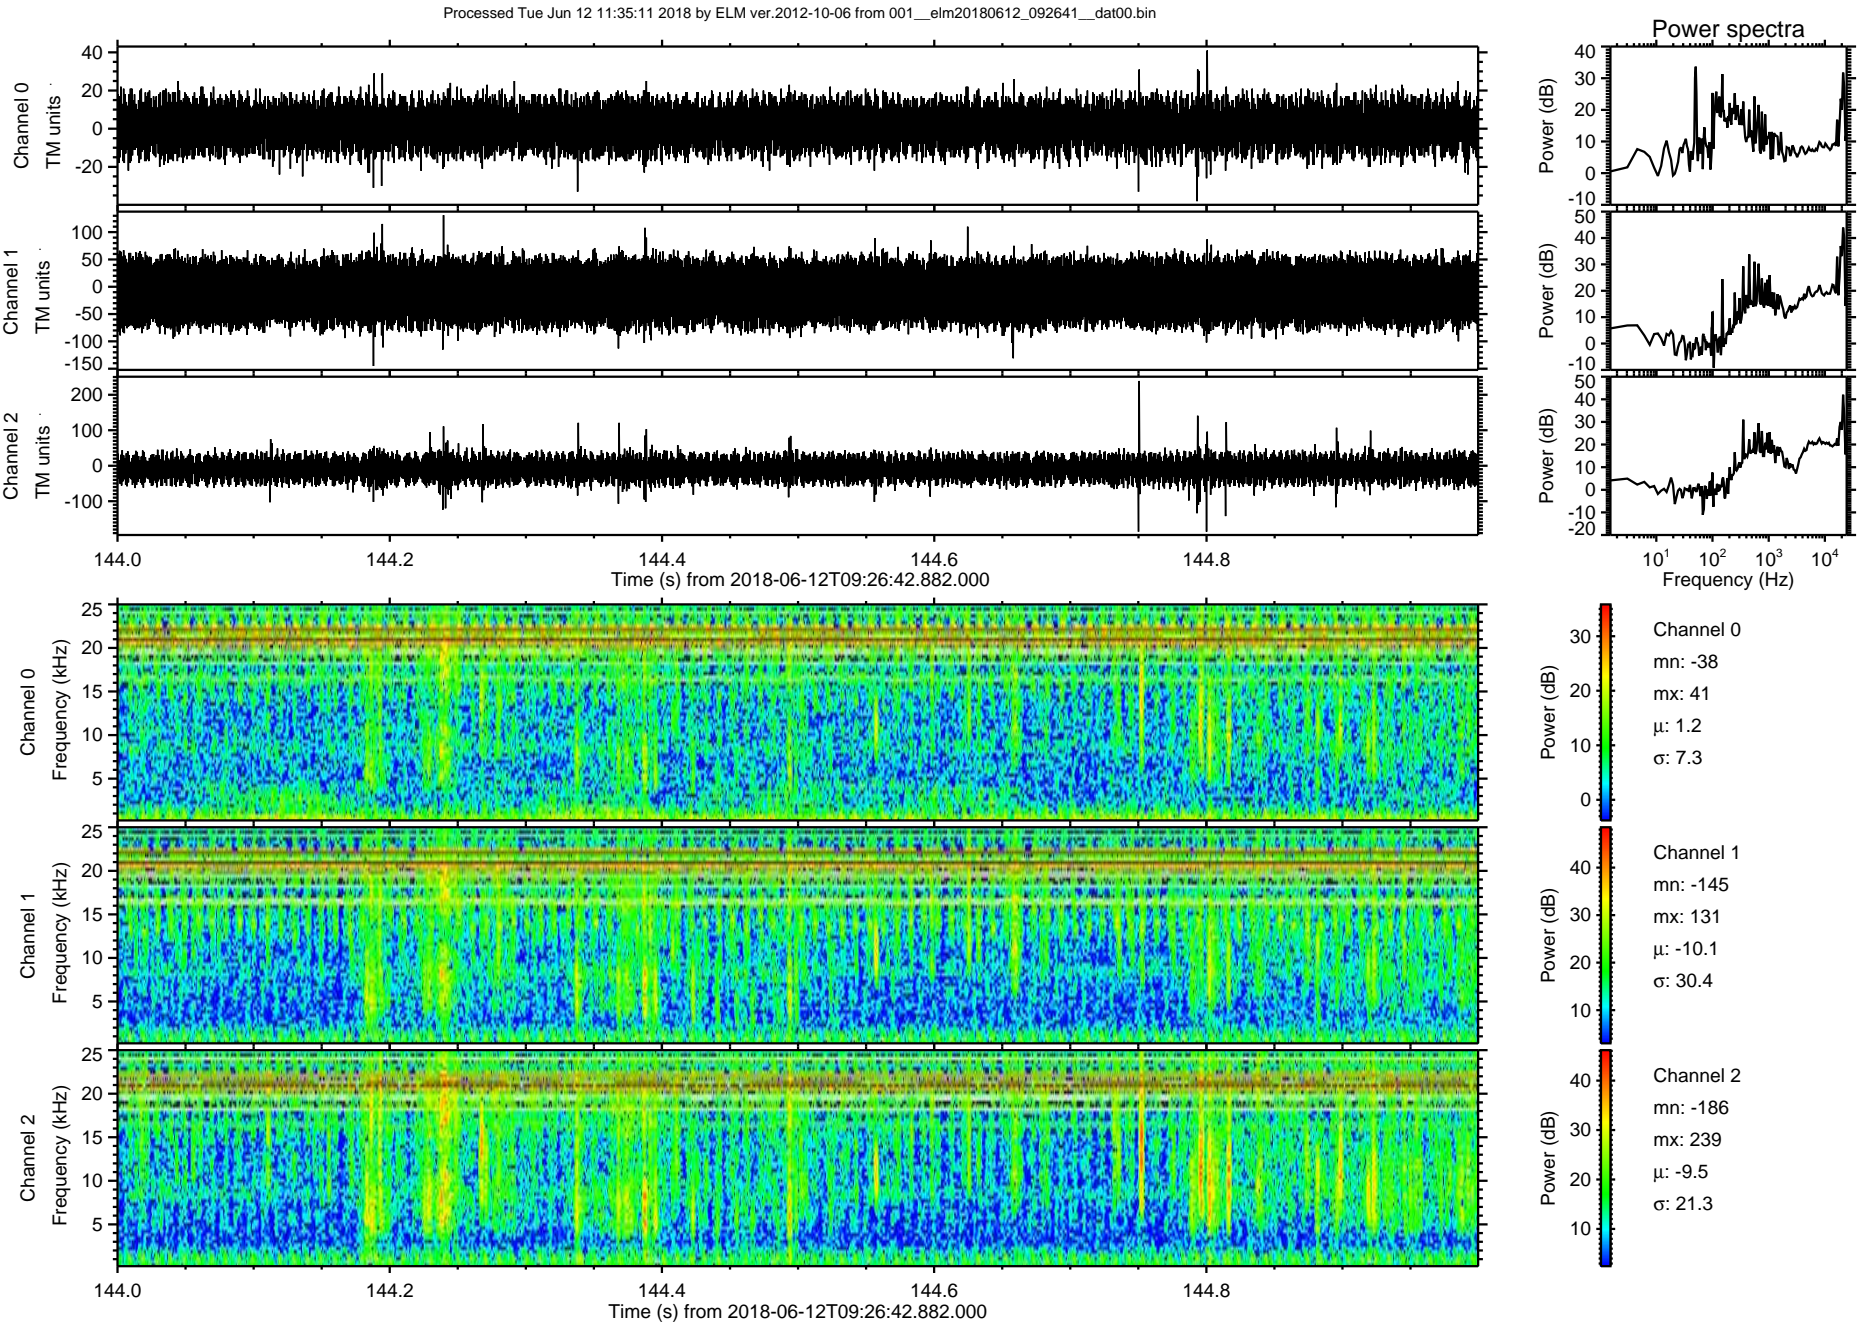 Processed Tue Jun 12 11:35:11 2018 by ELM ver.2012-10-06 from 001__elm20180612_092641__dat00.bin
Power spectra
Channel 0
TM units
40
20
0
-20
Power (dB)
40
30
20
10
0
-10
Channel 1
TM units
100
50
0
-50
-100
-150
Power (dB)
50
40
30
20
10
0
-10
Channel 2
TM units
200
100
0
-100
Power (dB)
50
40
30
20
10
0
-10
-20
144.0
144.2
144.4
144.6
144.8
Time (s) from 2018-06-12T09:26:42.882.000
10^1
10^2
10^3
10^4
Frequency (Hz)
Channel 0
Frequency (kHz)
25
20
15
10
5
Power (dB)
30
20
10
0
Channel 0
mn: -38
mx: 41
μ: 1.2
σ: 7.3
Channel 1
Frequency (kHz)
25
20
15
10
5
Power (dB)
40
30
20
10
Channel 1
mn: -145
mx: 131
μ: -10.1
σ: 30.4
Channel 2
Frequency (kHz)
25
20
15
10
5
Power (dB)
40
30
20
10
Channel 2
mn: -186
mx: 239
μ: -9.5
σ: 21.3
144.0
144.2
144.4
144.6
144.8
Time (s) from 2018-06-12T09:26:42.882.000